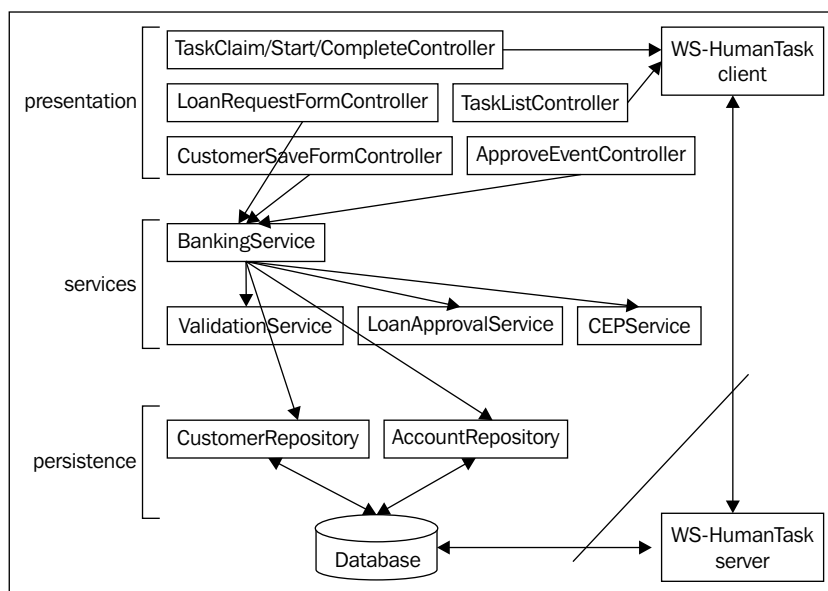 TaskClaim/Start/CompleteController
WS-HumanTask
client
presentation
LoanRequestFormController
TaskListController
CustomerSaveFormController
ApproveEventController
BankingService
services
ValidationService
LoanApprovalService
CEPService
CustomerRepository
AccountRepository
persistence
Database
WS-HumanTask
server